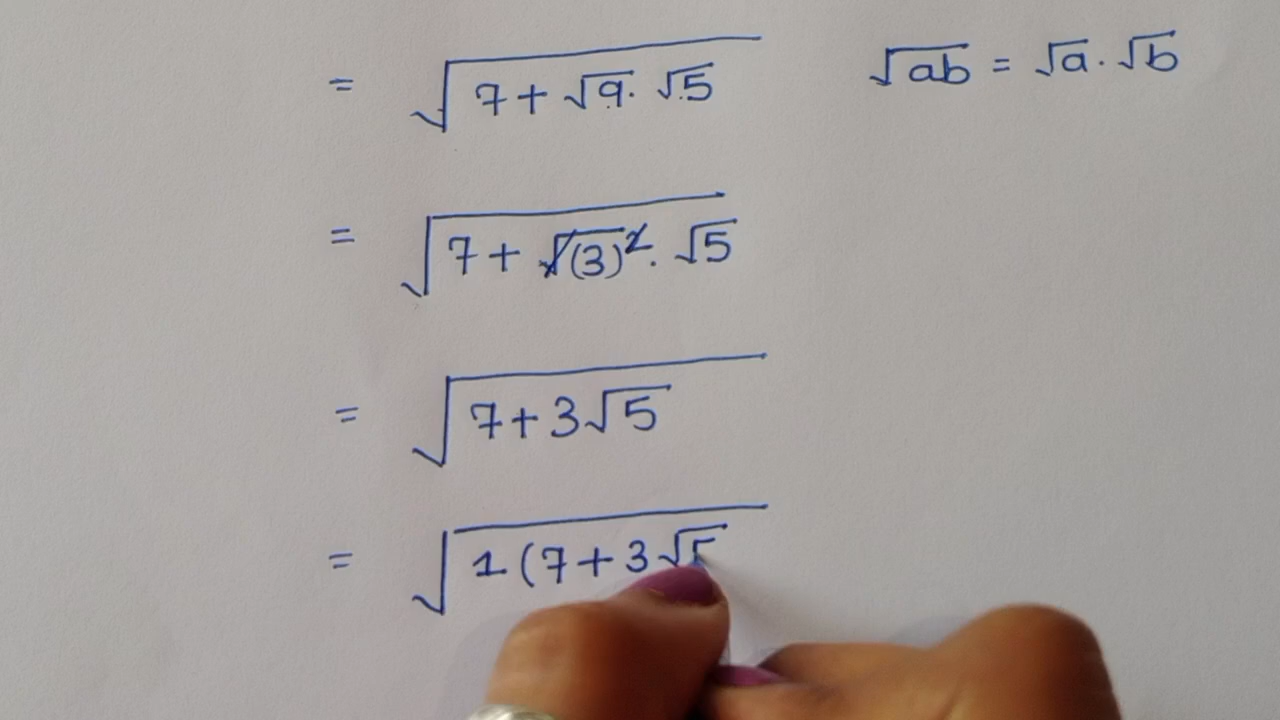 = √(7 + √9 . √5) √ab = √a . √b
= √(7 + √(3)² . √5)
= √(7 + 3√5)
= √(1 (7 + 3√5